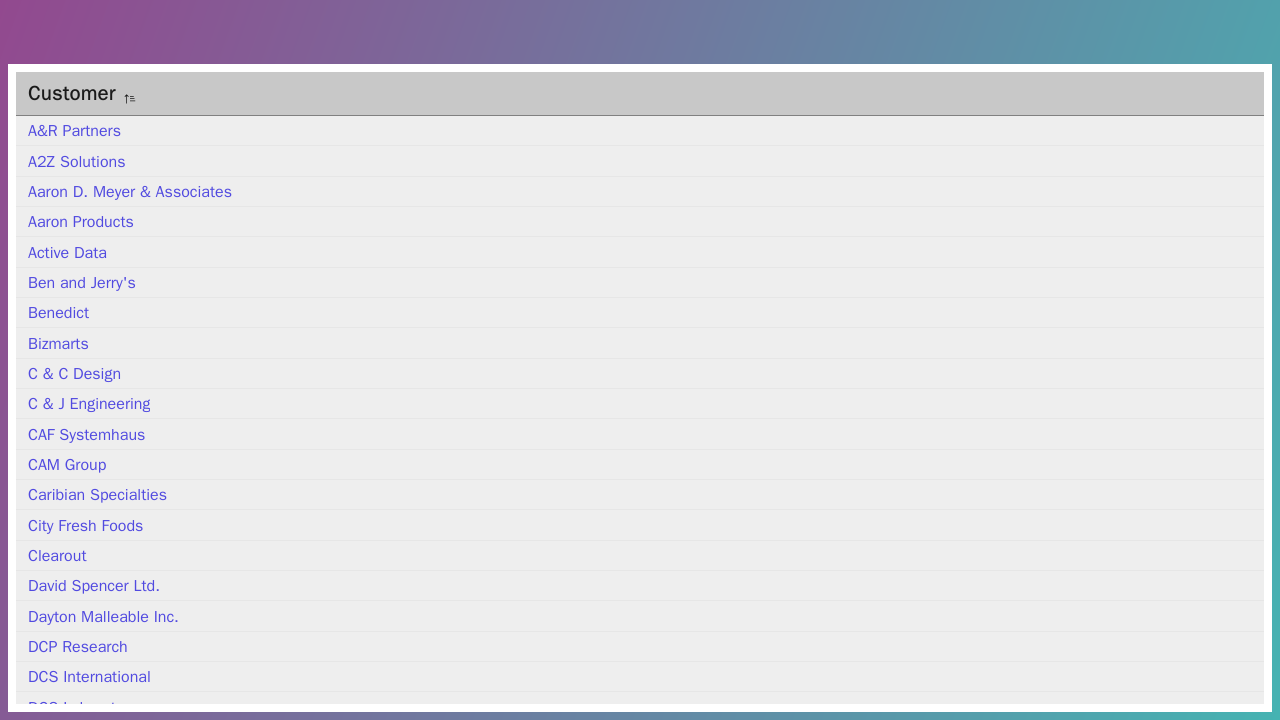 Customer
A&R Partners
A2Z Solutions
Aaron D. Meyer & Associates
Aaron Products
Active Data
Ben and Jerry's
Benedict
Bizmarts
C & C Design
C & J Engineering
CAF Systemhaus
CAM Group
Caribian Specialties
City Fresh Foods
Clearout
David Spencer Ltd.
Dayton Malleable Inc.
DCP Research
DCS International